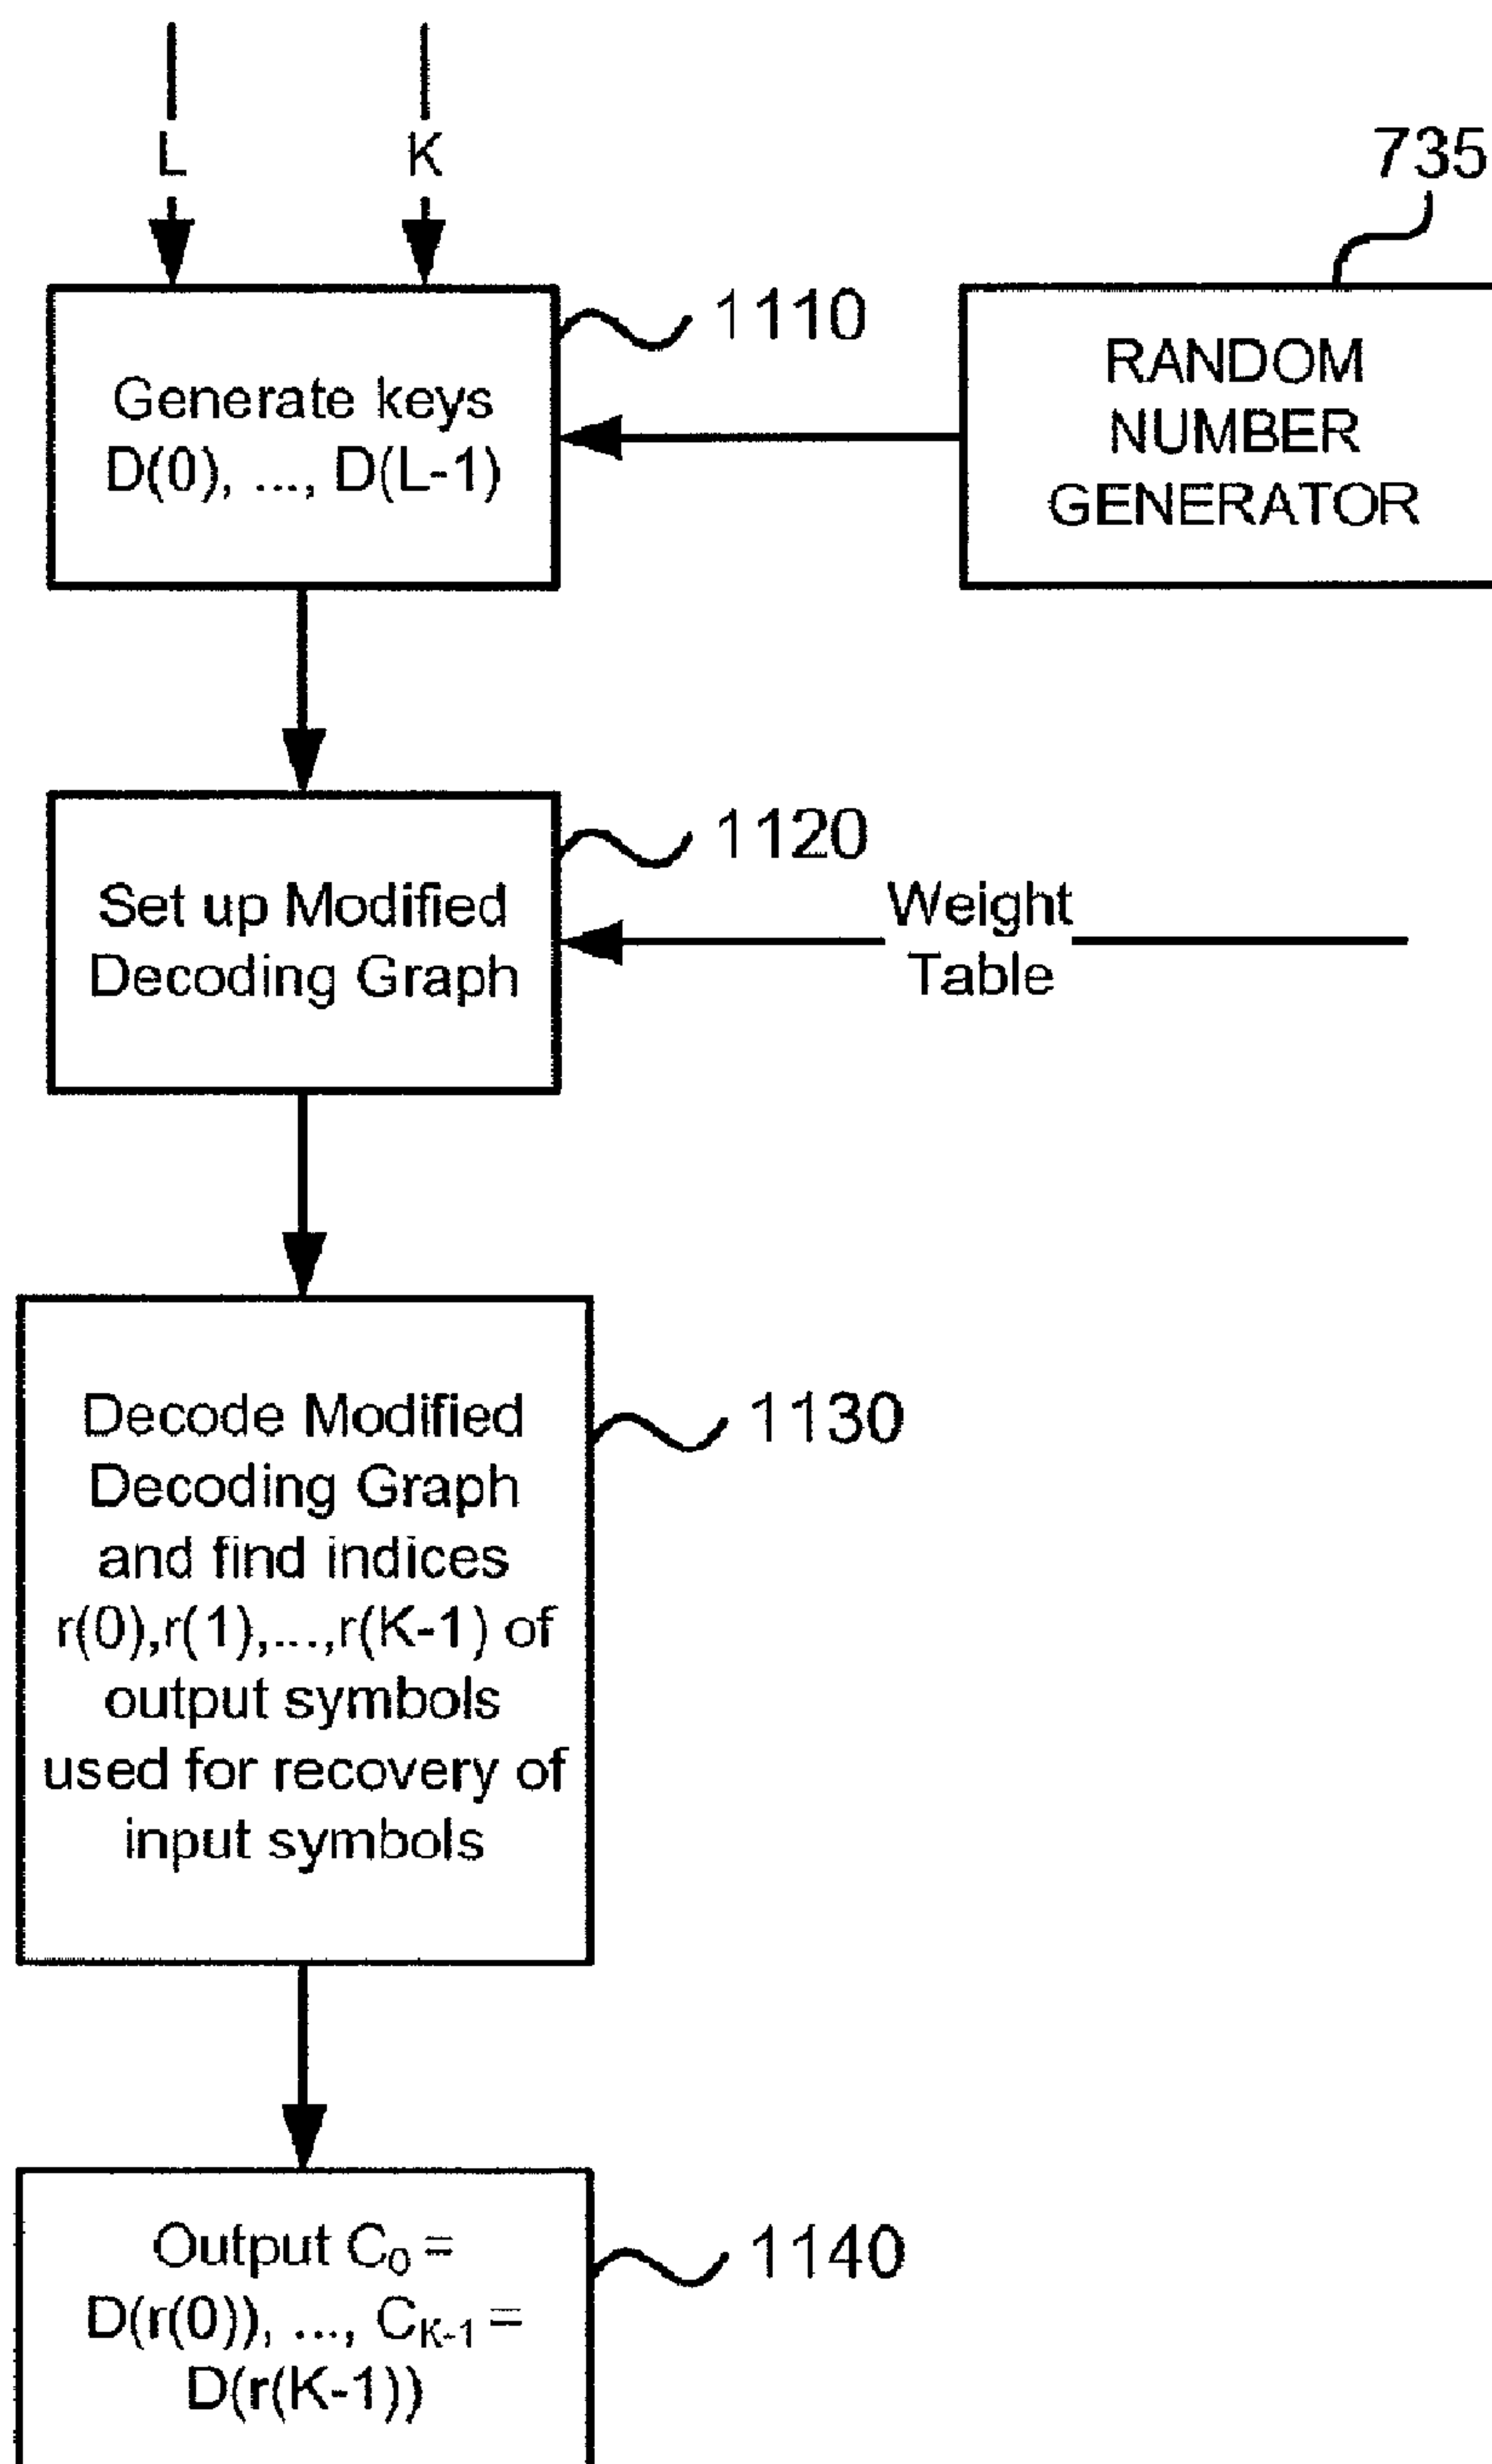 L
K
735
1110
Generate keys
D(0), ..., D(L-1)
RANDOM
NUMBER
GENERATOR
1120
Set up Modified
Decoding Graph
Weight
Table
1130
Decode Modified
Decoding Graph
and find indices
r(0),r(1),...,r(K-1) of
output symbols
used for recovery of
input symbols
1140
Output C₀ =
D(r(0)), ..., C_{K-1} =
D(r(K-1))